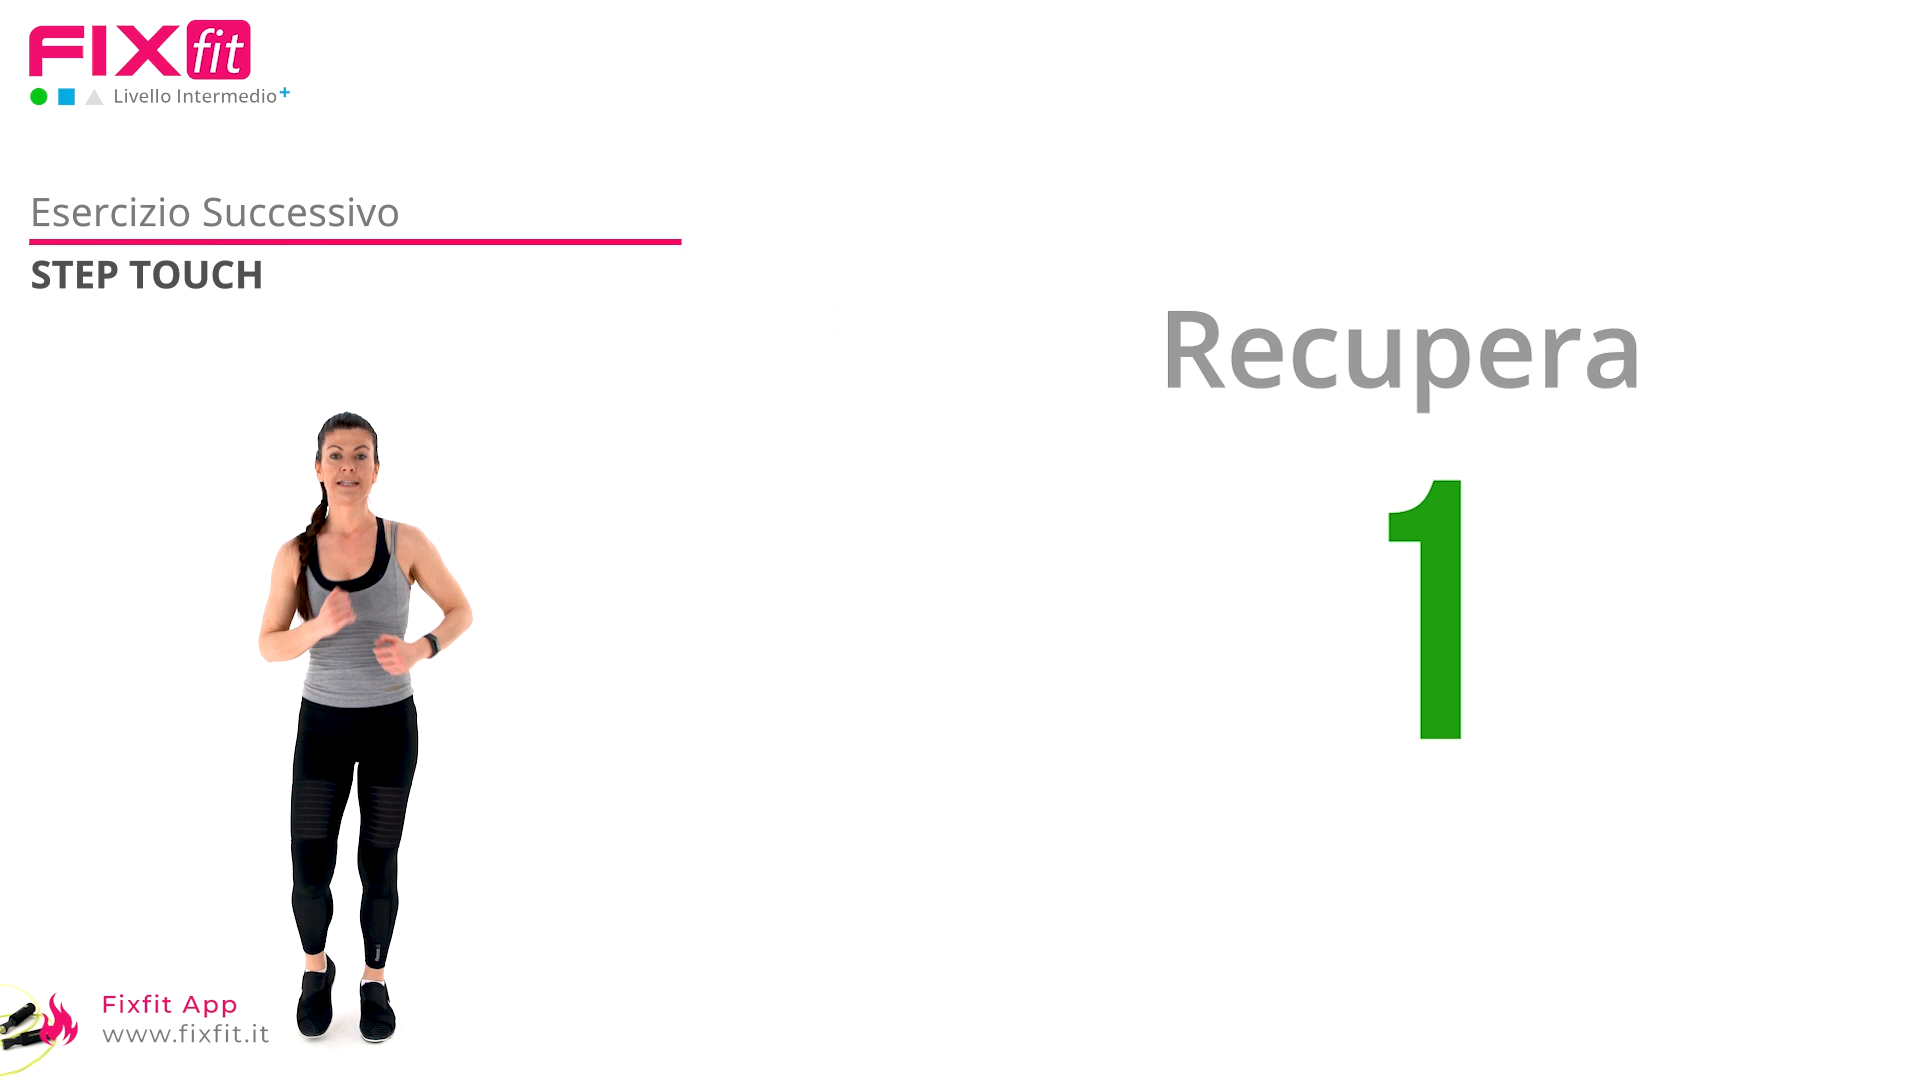 FIX fit
Livello Intermedio+
Esercizio Successivo
STEP TOUCH
Recupera
1
Fixfit App
www.fixfit.it